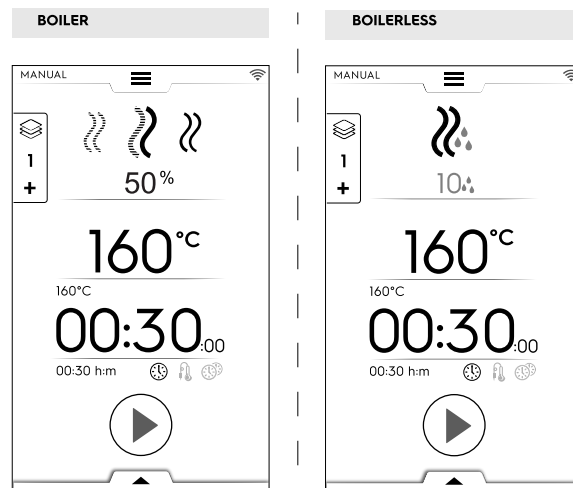 BOILER
MANUAL
1
+
50%
160°C
160°C
00:30:00
00:30 h:m
BOILERLESS
MANUAL
1
+
10
160°C
160°C
00:30:00
00:30 h:m